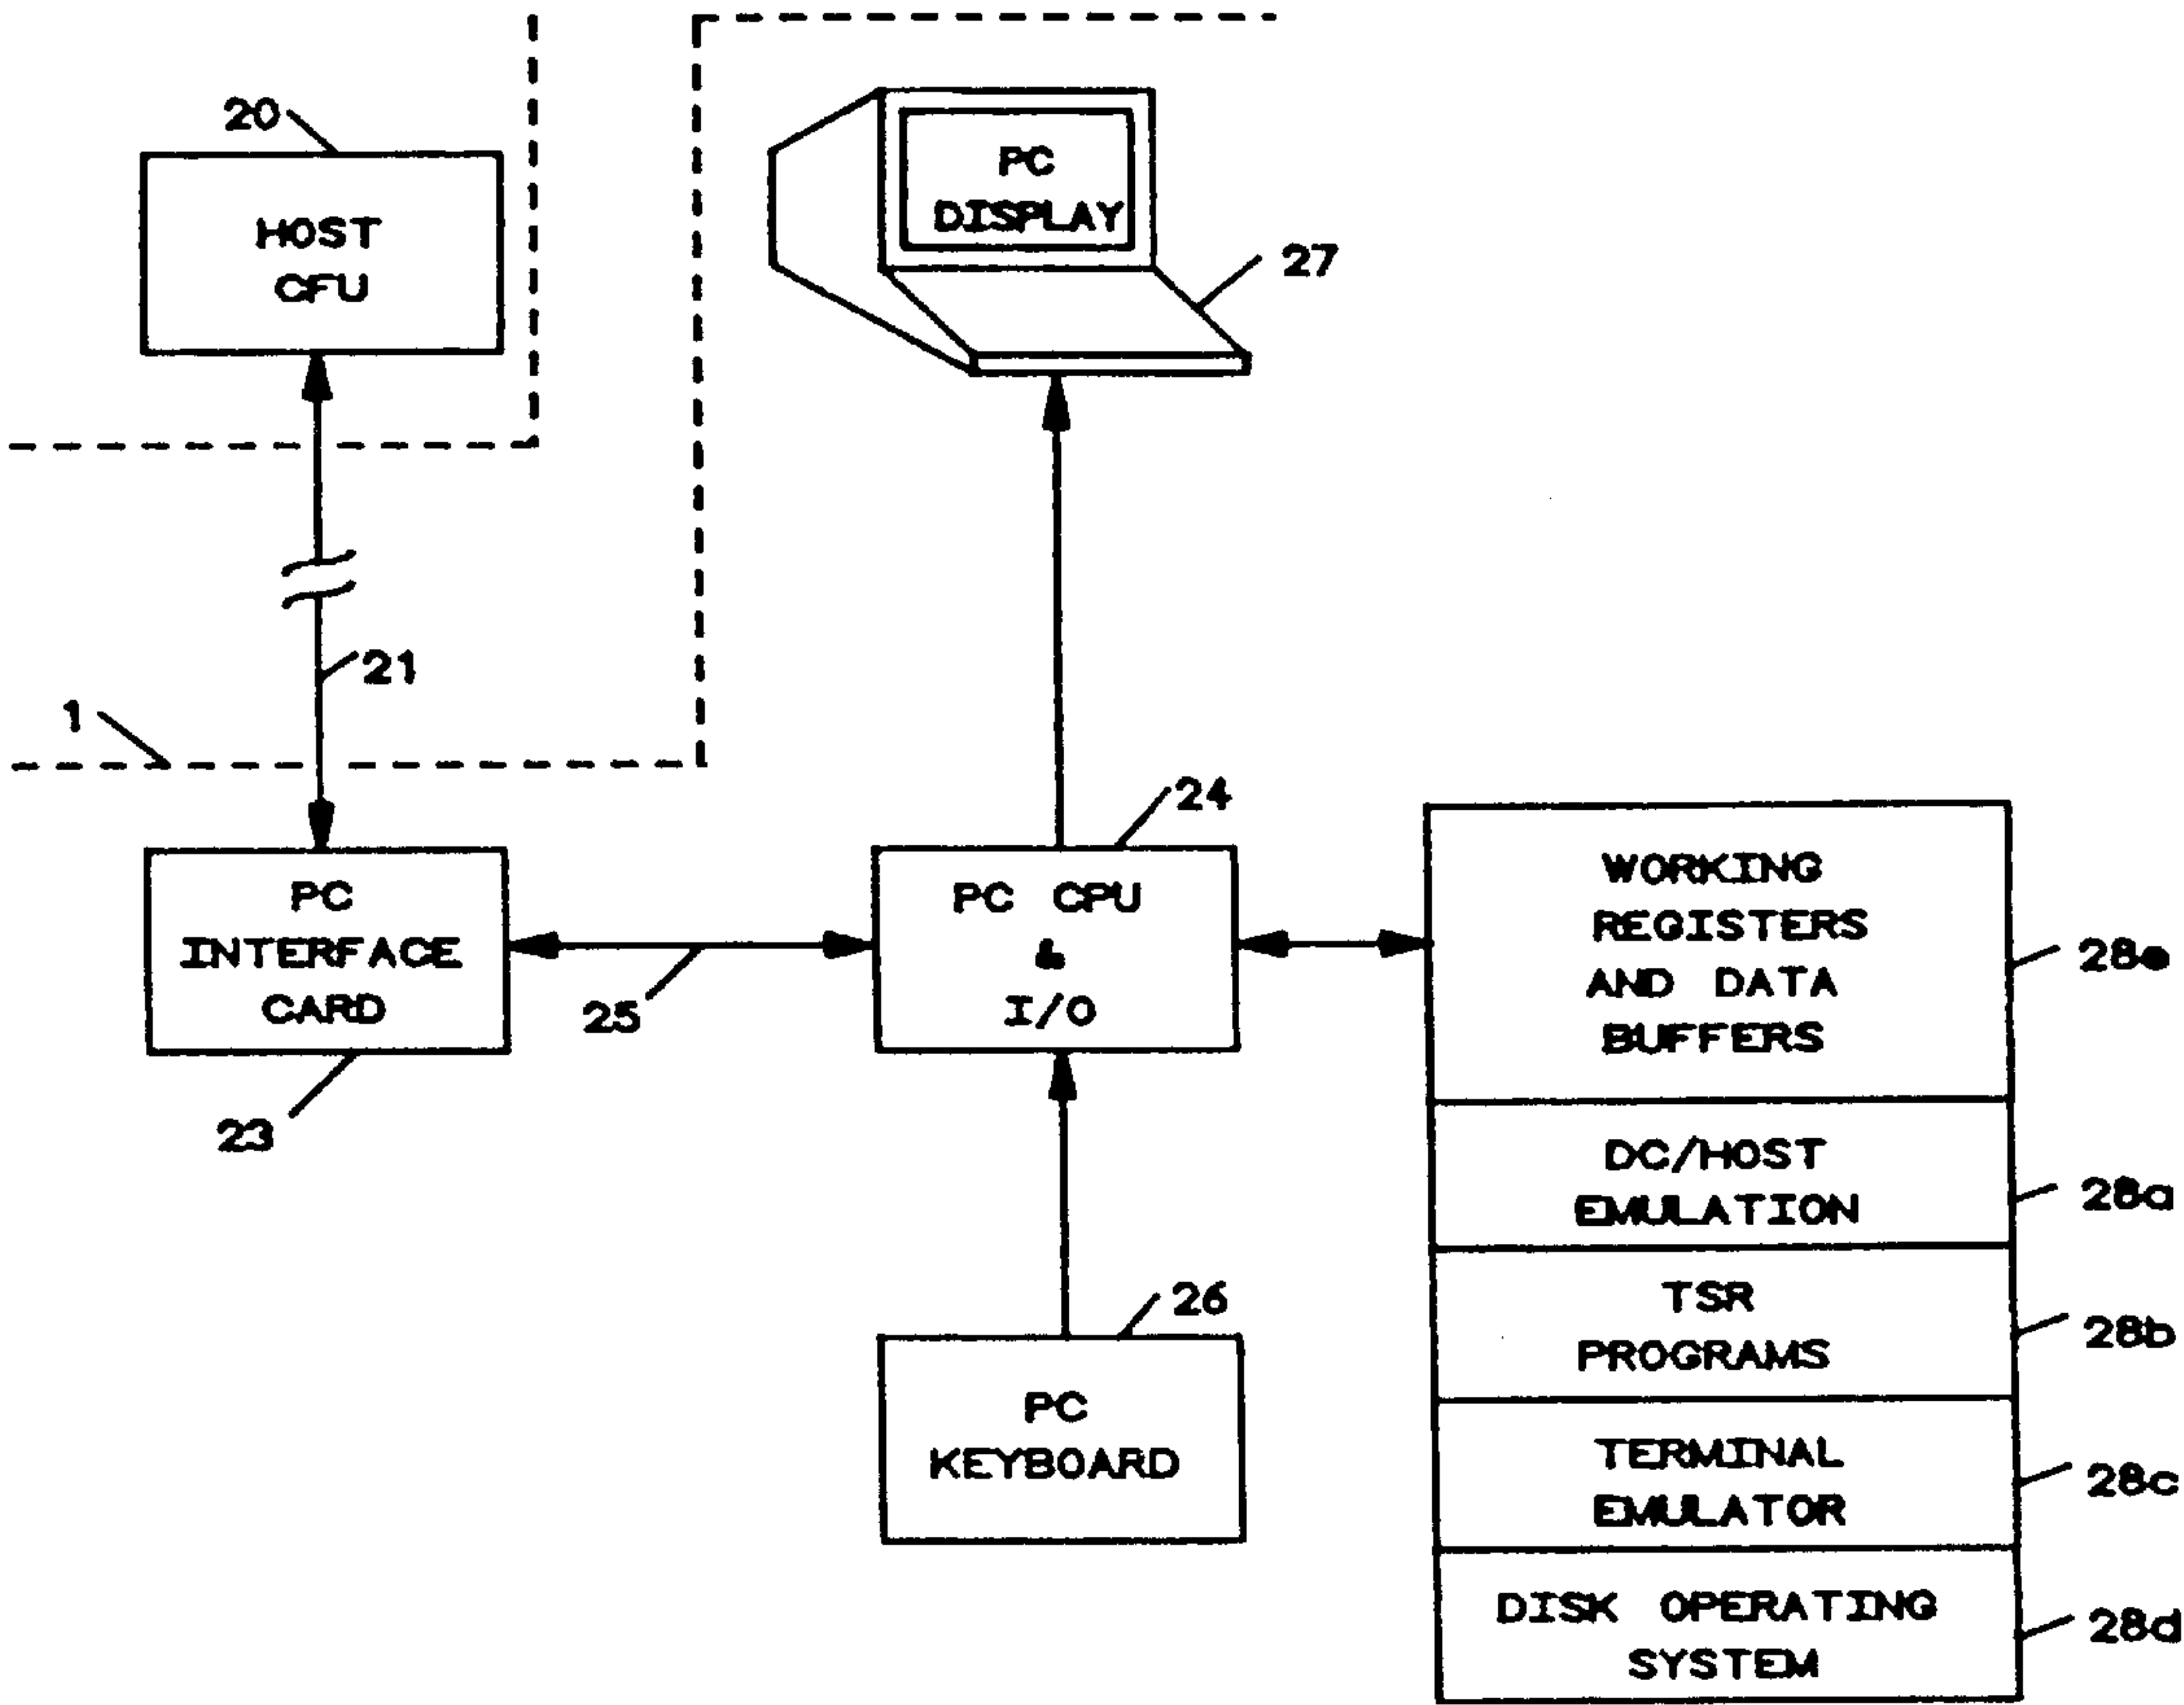 20
HOST
CFU
PC
DISPLAY
27
21
1
24
PC
INTERFACE
CARD
23
25
PC CPU
&
I/O
26
PC
KEYBOARD
WORKING
REGISTERS
AND DATA
BUFFERS
28e
DC/HOST
EMULATION
28a
TSR
PROGRAMS
28b
TERMINAL
EMULATOR
28c
DISK OPERATING
SYSTEM
28d